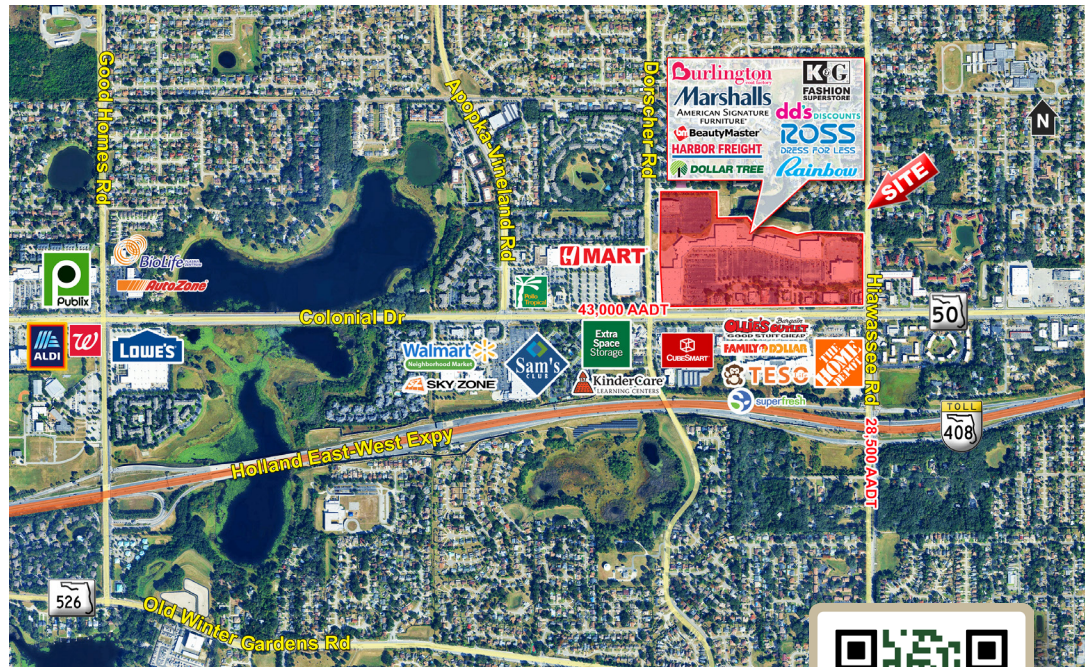 Good Homes Rd
Apopka Vineland Rd
Dorscher Rd
Burlington
K&G
FASHION
SUPERSTORE
Marshalls
AMERICAN SIGNATURE
FURNITURE
dd's DISCOUNTS
BeautyMaster
ROSS
DRESS FOR LESS
HARBOR FREIGHT
DOLLAR TREE
Rainbow
N
SITE
Publix
BioLife
AutoZone
H MART
Pollo
Tropical
43,000 AADT
Colonial Dr
Hiawassee Rd
50
ALDI
W
LOWE'S
Walmart
Neighborhood Market
SKY ZONE
Sam's
CLUB
Extra
Space
Storage
KinderCare
LEARNING CENTERS
CUBESMART
OLLIE'S Bargain
OUTLET
GOOD STUFF CHEAP
FAMILY DOLLAR
TESO
THE
HOME
DEPOT
superfresh
TOLL
408
28,500 AADT
Holland East-West Expy
526
Old Winter Gardens Rd